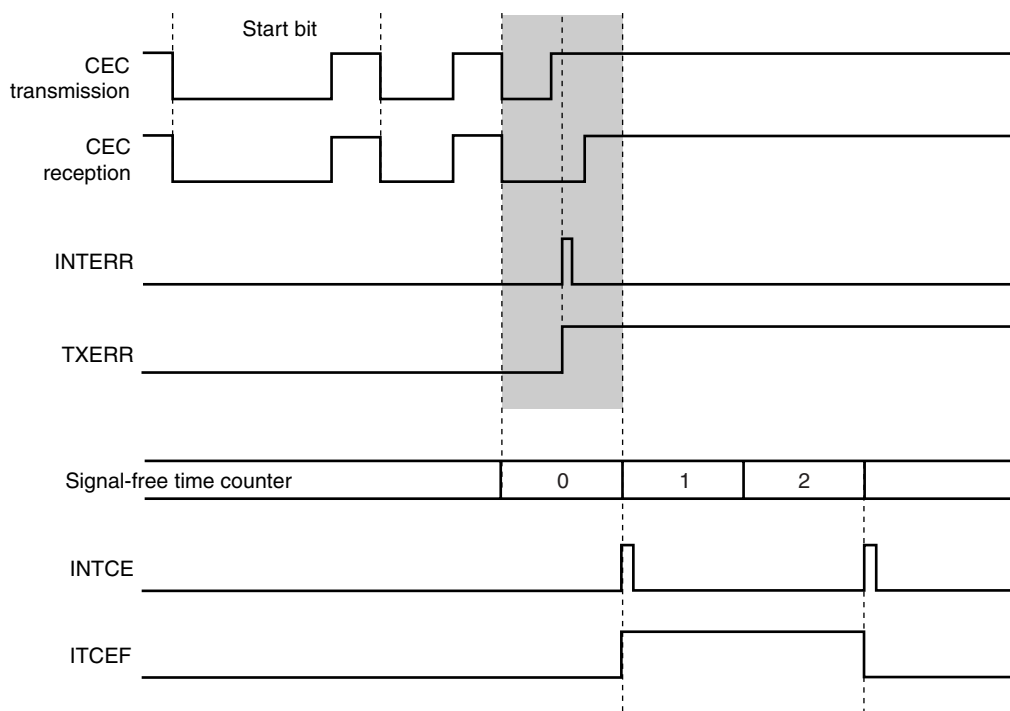 Start bit
CEC
transmission
CEC
reception
INTERR
TXERR
Signal-free time counter 0 1 2
INTCE
ITCEF